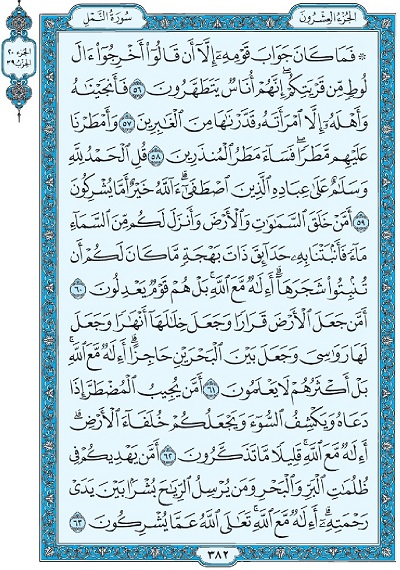 الجُزْءُ العِشْرُونَ
سُورَةُ النَّمْلِ
الجزء ٢٠
الحزب ٣٩
۞ فَمَا كَانَ جَوَابَ قَوْمِهِۦٓ إِلَّآ أَن قَالُوٓا۟ أَخْرِجُوٓا۟ ءَالَ
لُوطٍ مِّن قَرْيَتِكُمْ ۖ إِنَّهُمْ أُنَاسٌ يَتَطَهَّرُونَ ٥٦ فَأَنجَيْنَٰهُ
وَأَهْلَهُۥٓ إِلَّا ٱمْرَأَتَهُۥ قَدَّرْنَٰهَا مِنَ ٱلْغَٰبِرِينَ ٥٧ وَأَمْطَرْنَا
عَلَيْهِم مَّطَرًا ۖ فَسَآءَ مَطَرُ ٱلْمُنذَرِينَ ٥٨ قُلِ ٱلْحَمْدُ لِلَّهِ
وَسَلَٰمٌ عَلَىٰ عِبَادِهِ ٱلَّذِينَ ٱصْطَفَىٰٓ ۗ ءَآللَّهُ خَيْرٌ أَمَّا يُشْرِكُونَ
٥٩ أَمَّنْ خَلَقَ ٱلسَّمَٰوَٰتِ وَٱلْأَرْضَ وَأَنزَلَ لَكُم مِّنَ ٱلسَّمَآءِ
مَآءً فَأَنۢبَتْنَا بِهِۦ حَدَآئِقَ ذَاتَ بَهْجَةٍ مَّا كَانَ لَكُمْ أَن
تُنۢبِتُوا۟ شَجَرَهَآ ۗ أَءِلَٰهٌ مَّعَ ٱللَّهِ ۚ بَلْ هُمْ قَوْمٌ يَعْدِلُونَ ٦٠
أَمَّن جَعَلَ ٱلْأَرْضَ قَرَارًا وَجَعَلَ خِلَٰلَهَآ أَنْهَٰرًا وَجَعَلَ
لَهَا رَوَٰسِىَ وَجَعَلَ بَيْنَ ٱلْبَحْرَيْنِ حَاجِزًا ۗ أَءِلَٰهٌ مَّعَ ٱللَّهِ ۚ
بَلْ أَكْثَرُهُمْ لَا يَعْلَمُونَ ٦١ أَمَّن يُجِيبُ ٱلْمُضْطَرَّ إِذَا
دَعَاهُ وَيَكْشِفُ ٱلسُّوٓءَ وَيَجْعَلُكُمْ خُلَفَآءَ ٱلْأَرْضِ ۗ
أَءِلَٰهٌ مَّعَ ٱللَّهِ ۚ قَلِيلًا مَّا تَذَكَّرُونَ ٦٢ أَمَّن يَهْدِيكُمْ فِى
ظُلُمَٰتِ ٱلْبَرِّ وَٱلْبَحْرِ وَمَن يُرْسِلُ ٱلرِّيَٰحَ بُشْرًۢا بَيْنَ يَدَىْ
رَحْمَتِهِۦٓ ۗ أَءِلَٰهٌ مَّعَ ٱللَّهِ ۚ تَعَٰلَى ٱللَّهُ عَمَّا يُشْرِكُونَ ٦٣
٣٨٢